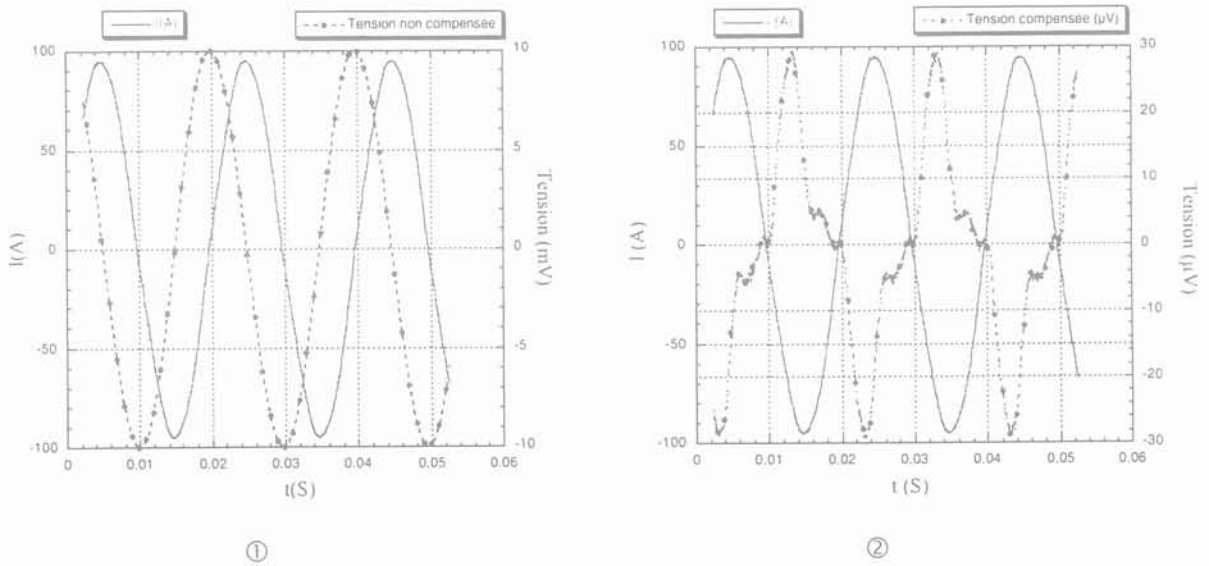 I(A) Tension non compensée
100
50
0
-50
-100
I(A)
10
5
0
-5
-10
Tension (mV)
0 0.01 0.02 0.03 0.04 0.05 0.06
t(S)
①
(A) Tension compensée (µV)
100
50
0
-50
-100
I (A)
30
20
10
0
-10
-20
-30
Tension (µV)
0 0.01 0.02 0.03 0.04 0.05 0.06
t (S)
②